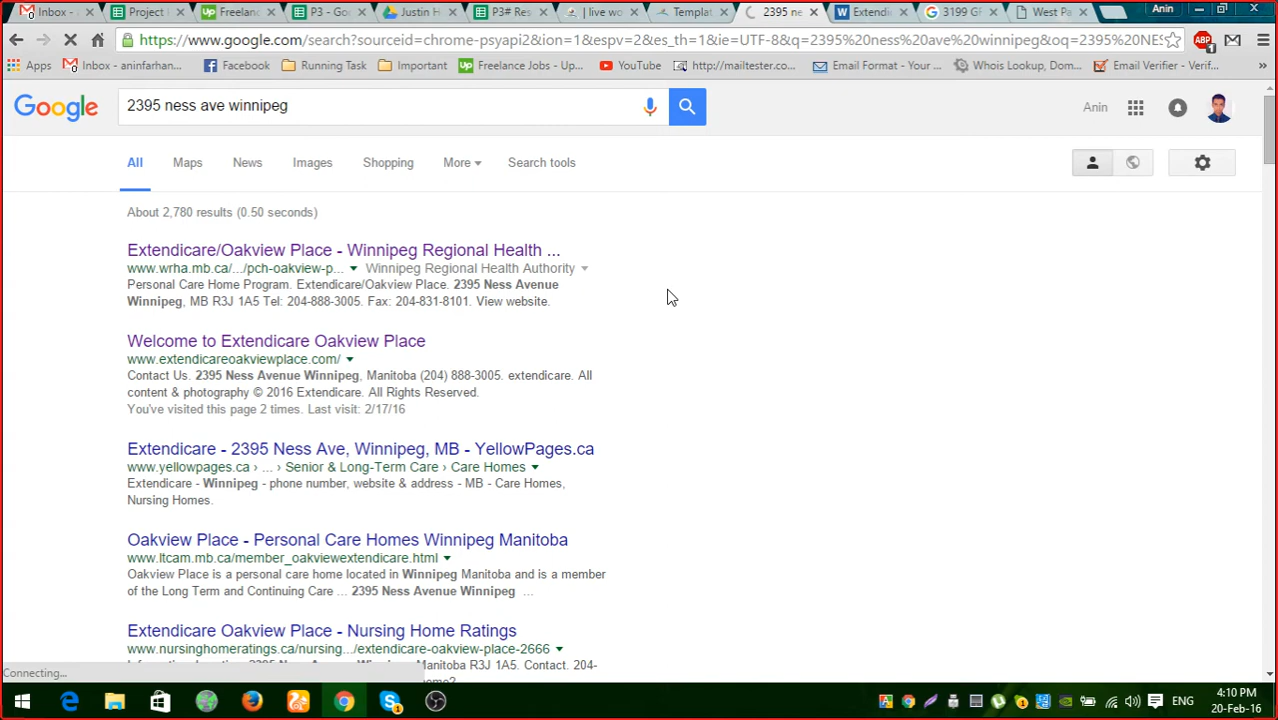 Inbox -
Project
Freelanc
P3 - Go
Justin H
P3# Res
| live wo
Templat
2395 ne
Extendi
3199 GF
West Pa
Anin
https://www.google.com/search?sourceid=chrome-psyapi2&ion=1&espv=2&es_th=1&ie=UTF-8&q=2395%20ness%20ave%20winnipeg&oq=2395%20NES
Apps
Inbox - aninfarhan...
Facebook
Running Task
Important
Freelance Jobs - Up...
YouTube
http://mailtester.co...
Email Format - Your ...
Whois Lookup, Dom...
Email Verifier - Verif...
Google
2395 ness ave winnipeg
Anin
All
Maps
News
Images
Shopping
More
Search tools
About 2,780 results (0.50 seconds)
Extendicare/Oakview Place - Winnipeg Regional Health ...
www.wrha.mb.ca/.../pch-oakview-p... Winnipeg Regional Health Authority
Personal Care Home Program. Extendicare/Oakview Place. 2395 Ness Avenue
Winnipeg, MB R3J 1A5 Tel: 204-888-3005. Fax: 204-831-8101. View website.
Welcome to Extendicare Oakview Place
www.extendicareoakviewplace.com/
Contact Us. 2395 Ness Avenue Winnipeg, Manitoba (204) 888-3005. extendicare. All
content & photography © 2016 Extendicare. All Rights Reserved.
You've visited this page 2 times. Last visit: 2/17/16
Extendicare - 2395 Ness Ave, Winnipeg, MB - YellowPages.ca
www.yellowpages.ca › ... › Senior & Long-Term Care › Care Homes
Extendicare - Winnipeg - phone number, website & address - MB - Care Homes,
Nursing Homes.
Oakview Place - Personal Care Homes Winnipeg Manitoba
www.ltcam.mb.ca/member_oakviewextendicare.html
Oakview Place is a personal care home located in Winnipeg Manitoba and is a member
of the Long Term and Continuing Care ... 2395 Ness Avenue Winnipeg ...
Extendicare Oakview Place - Nursing Home Ratings
www.nursinghomeratings.ca/nursing.../extendicare-oakview-place-2666
Manitoba R3J 1A5. Contact. 204-
Connecting...
ENG
4:10 PM
20-Feb-16